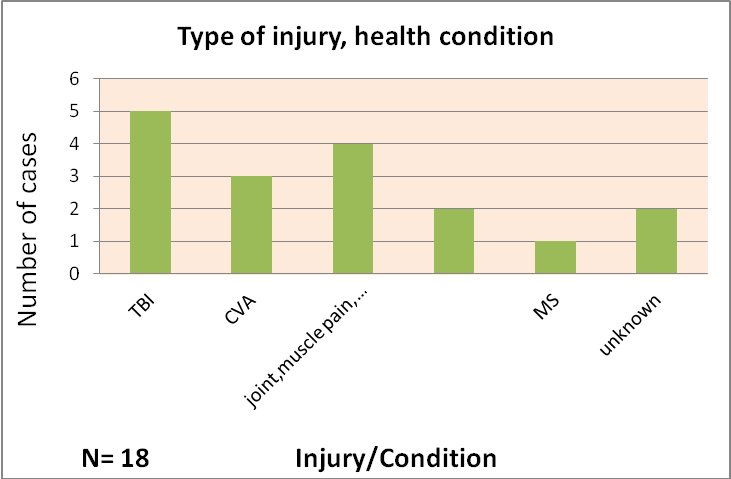 Type of injury, health condition
Number of cases
6
5
4
3
2
1
0
TBI
CVA
joint,muscle pain,...
MS
unknown
N= 18
Injury/Condition